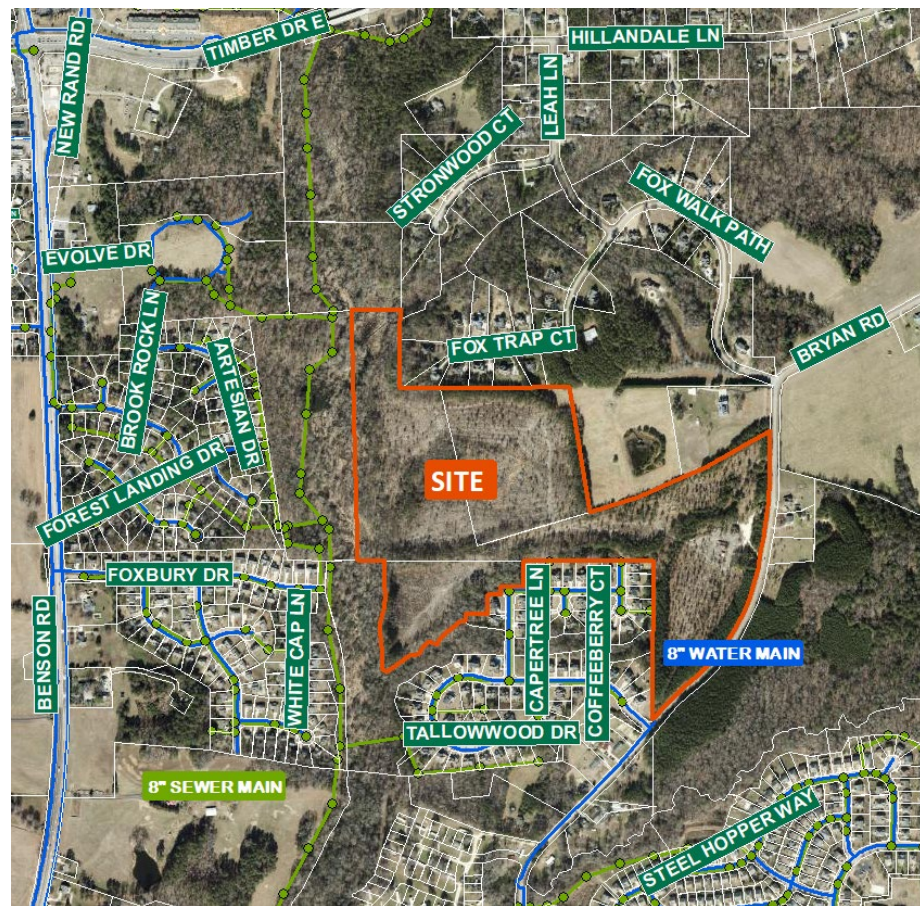 TIMBER DR E
HILLANDALE LN
NEW RAND RD
LEAH LN
STRONWOOD CT
FOX WALK PATH
EVOLVE DR
BROOK ROCK LN
ARTESIAN DR
FOX TRAP CT
BRYAN RD
FOREST LANDING DR
SITE
FOXBURY DR
WHITE CAP LN
CAPERTREE LN
COFFEEBERRY CT
BENSON RD
8" WATER MAIN
TALLOWWOOD DR
8" SEWER MAIN
STEEL HOPPER WAY